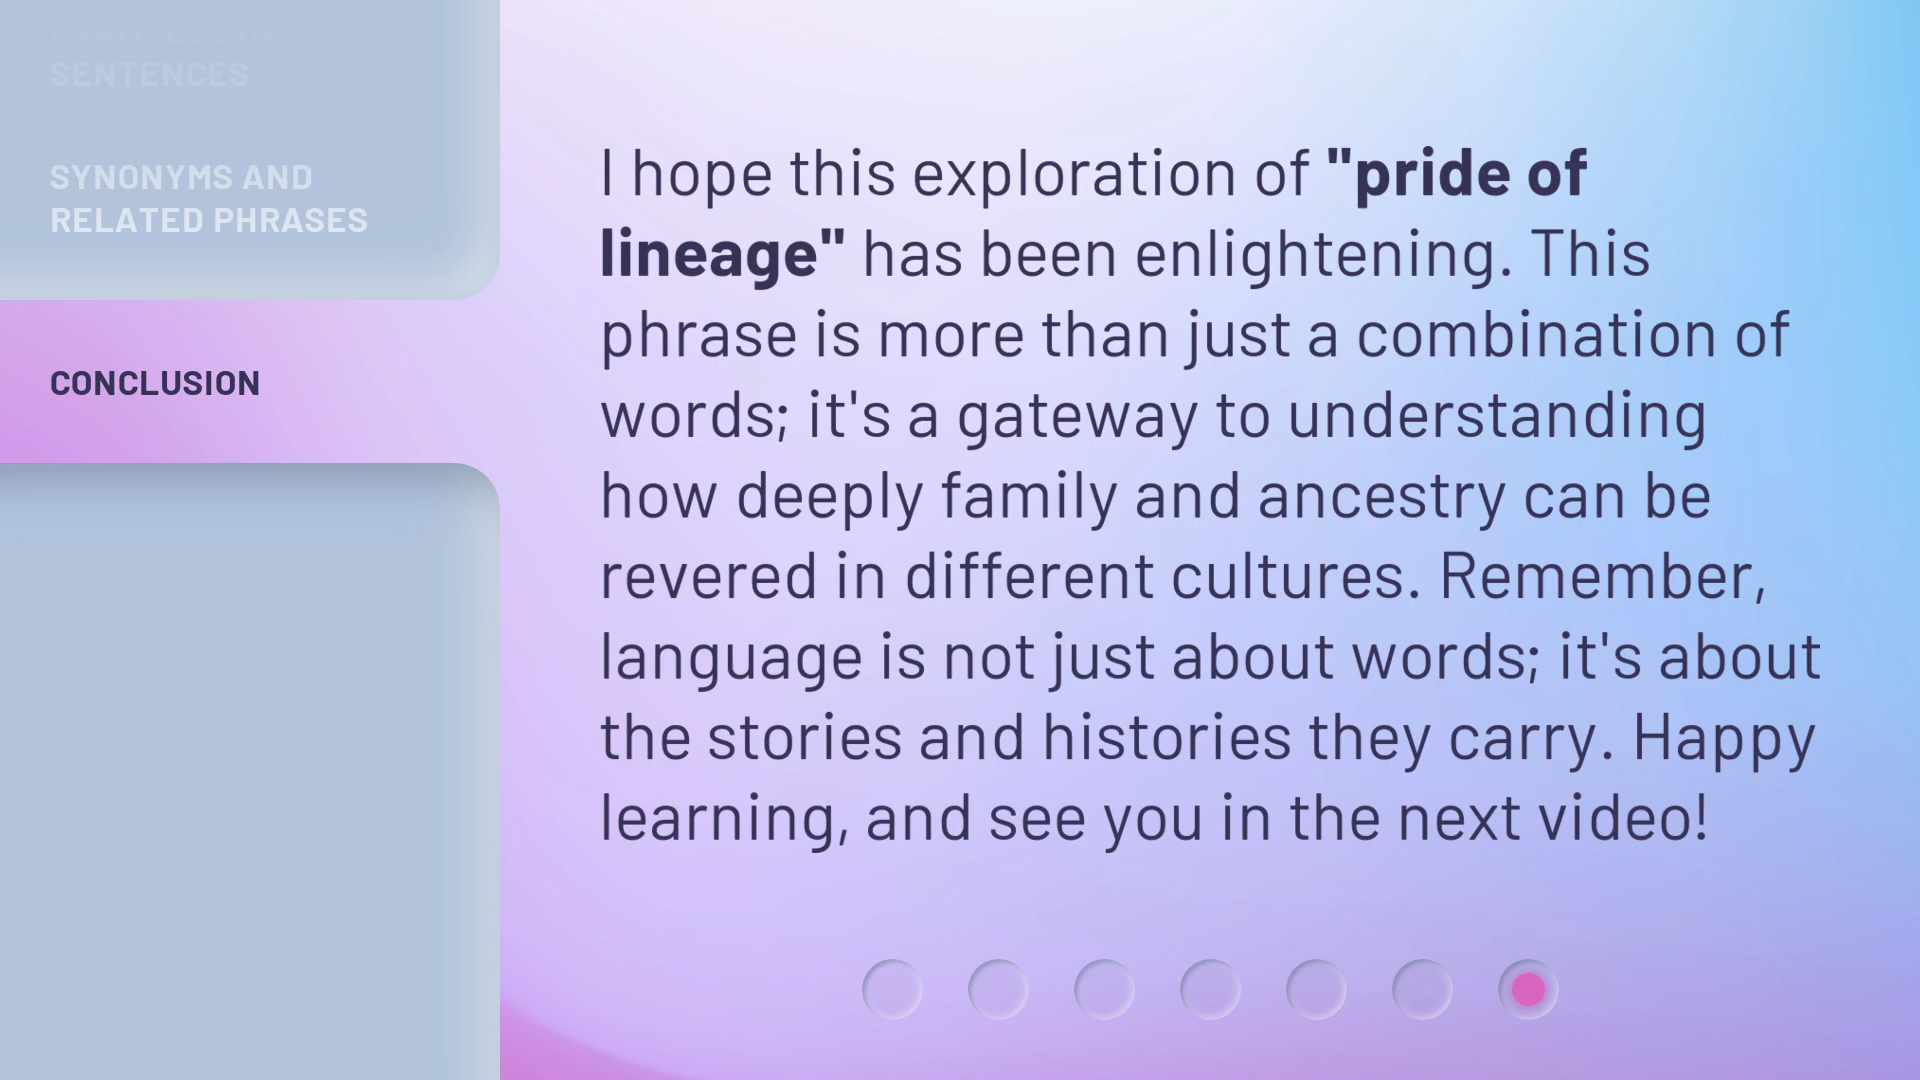 EXAMPLES IN
SENTENCES
SYNONYMS AND
RELATED PHRASES
CONCLUSION
I hope this exploration of "pride of
lineage" has been enlightening. This
phrase is more than just a combination of
words; it's a gateway to understanding
how deeply family and ancestry can be
revered in different cultures. Remember,
language is not just about words; it's about
the stories and histories they carry. Happy
learning, and see you in the next video!